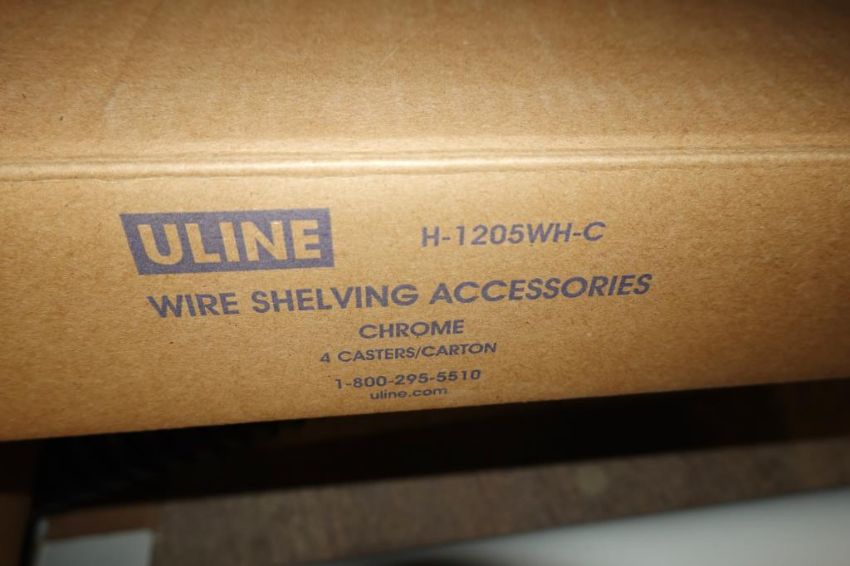 ULINE H-1205WH-C
WIRE SHELVING ACCESSORIES
CHROME
4 CASTERS/CARTON
1-800-295-5510
uline.com